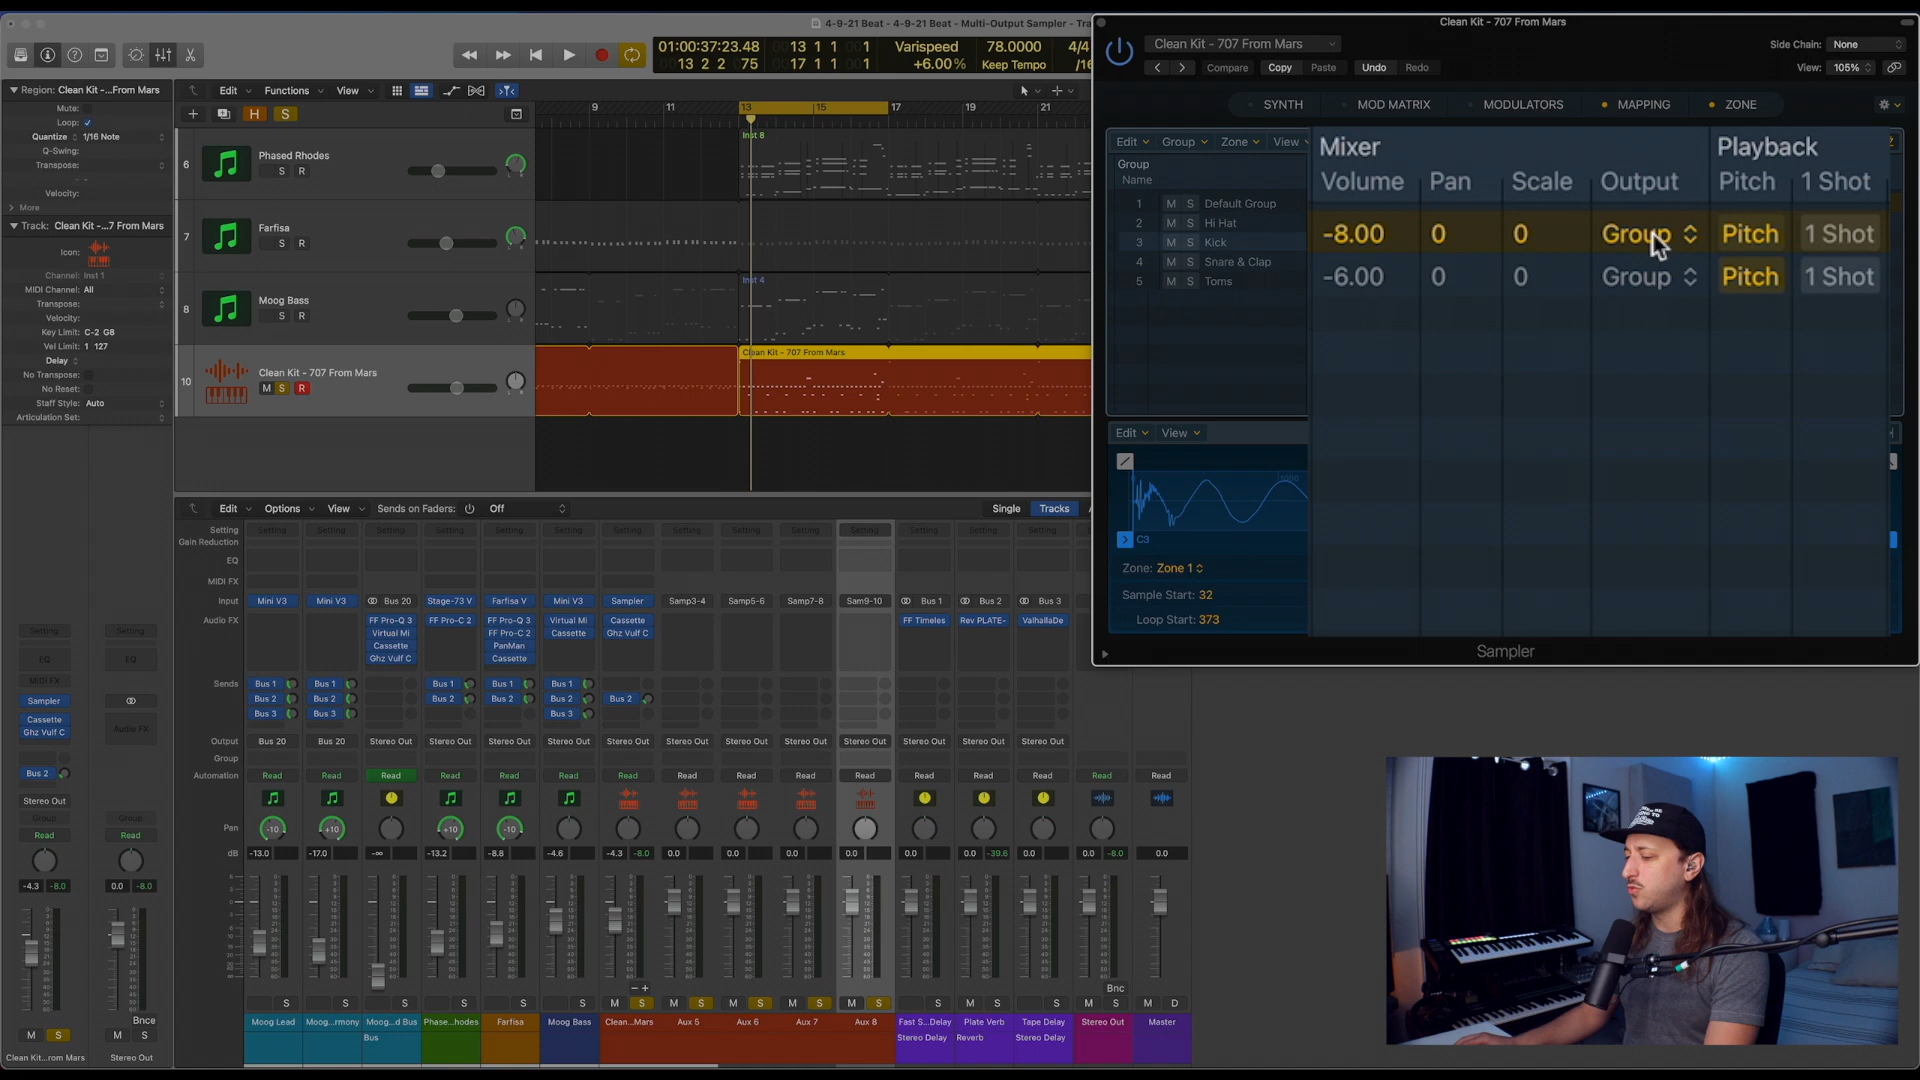 4-9-21 Beat - 4-9-21 Beat - Multi-Output Sampler - Tra
01:00:37:23.48
13 2 2 075
0013 1 1 001
0017 1 1 001
Varispeed
+6.00%
78.0000
Keep Tempo
4/4
/16
Region: Clean Kit -...From Mars
Mute:
Loop:
Quantize 1/16 Note
Q-Swing:
Transpose:
Velocity:
More
Track: Clean Kit -...7 From Mars
Icon:
Channel: Inst 1
MIDI Channel: All
Transpose:
Velocity:
Key Limit: C-2 G8
Vel Limit: 1 127
Delay
No Transpose:
No Reset:
Staff Style: Auto
Articulation Set:
Edit Functions View
H S
9 11 13 15 17 19 21
6 Phased Rhodes
S R
Inst 8
7 Farfisa
S R
8 Moog Bass
S R
Inst 4
10 Clean Kit - 707 From Mars
M S R
Clean Kit - 707 From Mars
Edit Options View Sends on Faders: Off
Single Tracks
Setting Setting Setting Setting Setting Setting Setting Setting Setting Setting Setting Setting Setting Setting Setting
Gain Reduction
EQ
MIDI FX
Input Mini V3 Mini V3 Bus 20 Stage-73 V Farfisa V Mini V3 Sampler Samp3-4 Samp5-6 Samp7-8 Sam9-10 Bus 1 Bus 2 Bus 3
Audio FX FF Pro-Q 3 FF Pro-C 2 FF Pro-Q 3 Virtual Mi Cassette FF Timeles Rev PLATE- ValhallaDe
Virtual Mi FF Pro-C 2 Cassette Ghz Vulf C
Cassette PanMan
Ghz Vulf C Cassette
Sends Bus 1 Bus 1 Bus 1 Bus 1 Bus 1
Bus 2 Bus 2 Bus 2 Bus 2 Bus 2 Bus 2
Bus 3 Bus 3 Bus 3
Output Bus 20 Bus 20 Stereo Out Stereo Out Stereo Out Stereo Out Stereo Out Stereo Out Stereo Out Stereo Out Stereo Out Stereo Out Stereo Out Stereo Out
Group
Automation Read Read Read Read Read Read Read Read Read Read Read Read Read Read Read Read
Pan -10 +10 +10 -10
dB -13.0 -17.0 -∞ -13.2 -8.8 -4.6 -4.3 -8.0 0.0 0.0 0.0 0.0 0.0 0.0 -39.6 0.0 0.0 -8.0 0.0
Bnc
S S S S S S M S M S M S M S M S S M S S M S M D
Moog Lead Moog...rmony Moog...d Bus Phase...hodes Farfisa Moog Bass Clean...Mars Aux 5 Aux 6 Aux 7 Aux 8 Fast S...Delay Plate Verb Tape Delay Stereo Out Master
Bus Stereo Delay Reverb Stereo Delay
Setting Setting
EQ EQ
MIDI FX
Sampler
Cassette
Ghz Vulf C
Audio FX
Bus 2
Stereo Out
Group Group
Read Read
-4.3 -8.0 0.0 -8.0
Bnce
M S M S
Clean Kit...rom Mars Stereo Out
Clean Kit - 707 From Mars
Clean Kit - 707 From Mars
Side Chain: None
Compare Copy Paste Undo Redo
View: 105%
SYNTH MOD MATRIX MODULATORS MAPPING ZONE
Edit Group Zone View
Group
Name
1 M S Default Group
2 M S Hi Hat
3 M S Kick
4 M S Snare & Clap
5 M S Toms
Mixer Playback
Volume Pan Scale Output Pitch 1 Shot
-8.00 0 0 Group Pitch 1 Shot
-6.00 0 0 Group Pitch 1 Shot
Edit View
C3
Zone: Zone 1
Sample Start: 32
Loop Start: 373
Sampler